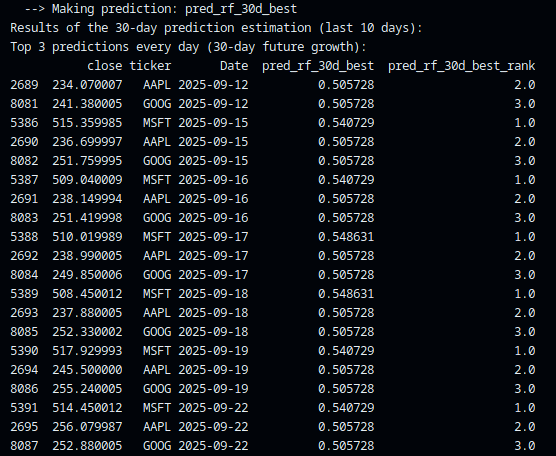 --> Making prediction: pred_rf_30d_best
Results of the 30-day prediction estimation (last 10 days):
Top 3 predictions every day (30-day future growth):
close ticker Date pred_rf_30d_best pred_rf_30d_best_rank
2689 234.070007 AAPL 2025-09-12 0.505728 2.0
8081 241.380005 GOOG 2025-09-12 0.505728 3.0
5386 515.359985 MSFT 2025-09-15 0.540729 1.0
2690 236.699997 AAPL 2025-09-15 0.505728 2.0
8082 251.759995 GOOG 2025-09-15 0.505728 3.0
5387 509.040009 MSFT 2025-09-16 0.540729 1.0
2691 238.149994 AAPL 2025-09-16 0.505728 2.0
8083 251.419998 GOOG 2025-09-16 0.505728 3.0
5388 510.019989 MSFT 2025-09-17 0.548631 1.0
2692 238.990005 AAPL 2025-09-17 0.505728 2.0
8084 249.850006 GOOG 2025-09-17 0.505728 3.0
5389 508.450012 MSFT 2025-09-18 0.548631 1.0
2693 237.880005 AAPL 2025-09-18 0.505728 2.0
8085 252.330002 GOOG 2025-09-18 0.505728 3.0
5390 517.929993 MSFT 2025-09-19 0.540729 1.0
2694 245.500000 AAPL 2025-09-19 0.505728 2.0
8086 255.240005 GOOG 2025-09-19 0.505728 3.0
5391 514.450012 MSFT 2025-09-22 0.540729 1.0
2695 256.079987 AAPL 2025-09-22 0.505728 2.0
8087 252.880005 GOOG 2025-09-22 0.505728 3.0